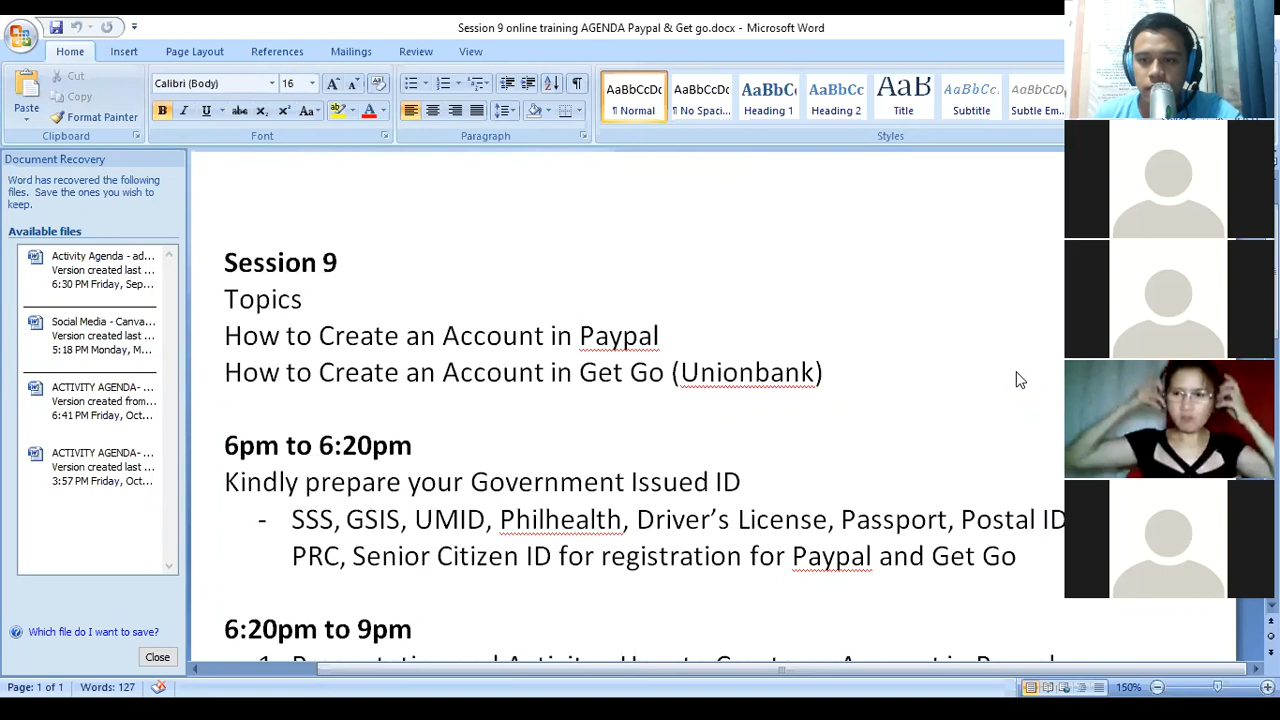 Session 9 online training AGENDA Paypal & Get go.docx - Microsoft Word
Home Insert Page Layout References Mailings Review View
Paste
Cut
Copy
Format Painter
Clipboard
Calibri (Body) 16
Font
Paragraph
AaBbCcDc AaBbCcDc AaBbC AaBbCc AaB AaBbCc. AaBbCcDc
¶ Normal ¶ No Spaci... Heading 1 Heading 2 Title Subtitle Subtle Em...
Styles
Document Recovery
Word has recovered the following
files. Save the ones you wish to
keep.
Available files
Activity Agenda - ad...
Version created last ...
6:30 PM Friday, Sep...
Social Media - Canva...
Version created last ...
5:18 PM Monday, M...
ACTIVITY AGENDA- ...
Version created from...
6:41 PM Friday, Oct...
ACTIVITY AGENDA- ...
Version created last ...
3:57 PM Friday, Oct...
Which file do I want to save?
Close
Session 9
Topics
How to Create an Account in Paypal
How to Create an Account in Get Go (Unionbank)
6pm to 6:20pm
Kindly prepare your Government Issued ID
- SSS, GSIS, UMID, Philhealth, Driver's License, Passport, Postal ID
PRC, Senior Citizen ID for registration for Paypal and Get Go
6:20pm to 9pm
Page: 1 of 1 Words: 127
150%